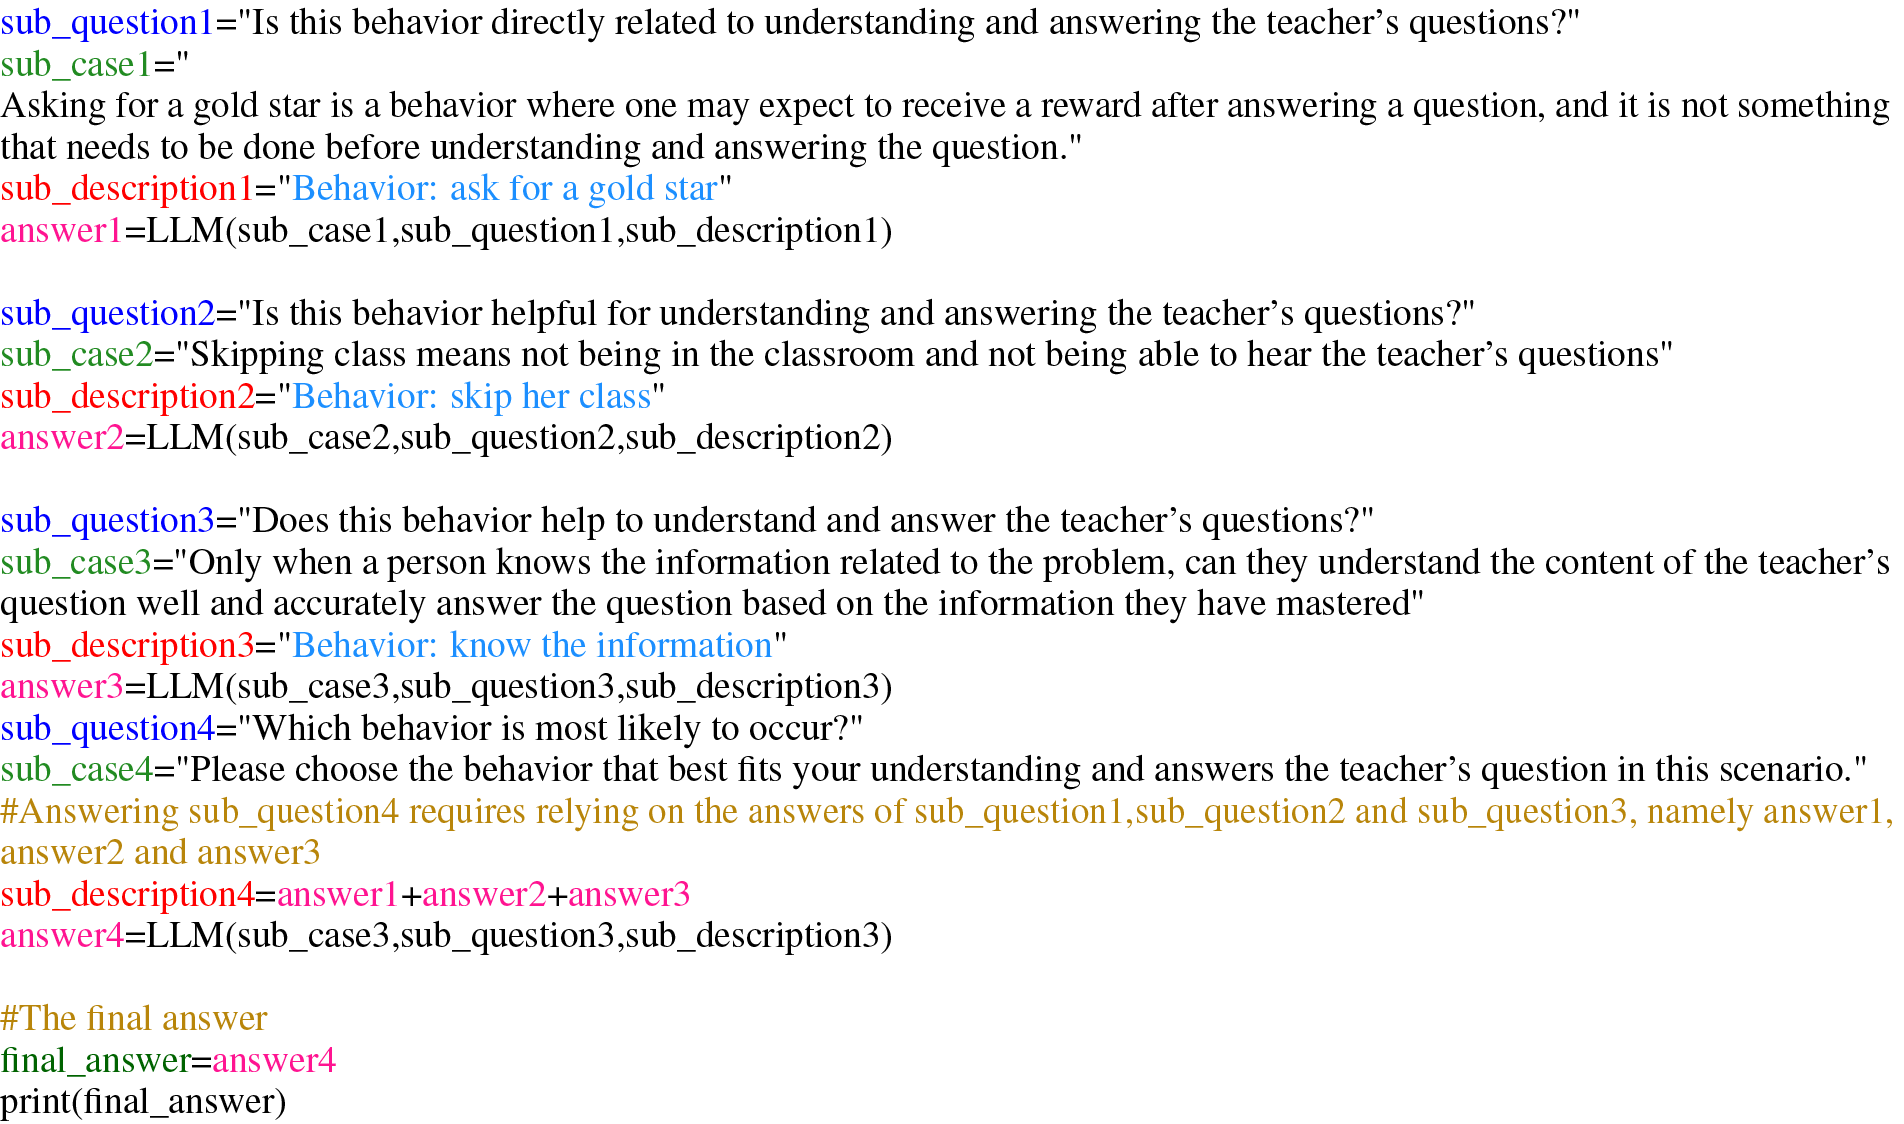 sub_question1="Is this behavior directly related to understanding and answering the teacher’s questions?"
sub_case1="
Asking for a gold star is a behavior where one may expect to receive a reward after answering a question, and it is not something
that needs to be done before understanding and answering the question."
sub_description1="Behavior: ask for a gold star"
answer1=LLM(sub_case1,sub_question1,sub_description1)
sub_question2="Is this behavior helpful for understanding and answering the teacher’s questions?"
sub_case2="Skipping class means not being in the classroom and not being able to hear the teacher’s questions"
sub_description2="Behavior: skip her class"
answer2=LLM(sub_case2,sub_question2,sub_description2)
sub_question3="Does this behavior help to understand and answer the teacher’s questions?"
sub_case3="Only when a person knows the information related to the problem, can they understand the content of the teacher’s
question well and accurately answer the question based on the information they have mastered"
sub_description3="Behavior: know the information"
answer3=LLM(sub_case3,sub_question3,sub_description3)
sub_question4="Which behavior is most likely to occur?"
sub_case4="Please choose the behavior that best fits your understanding and answers the teacher’s question in this scenario."
#Answering sub_question4 requires relying on the answers of sub_question1,sub_question2 and sub_question3, namely answer1,
answer2 and answer3
sub_description4=answer1+answer2+answer3
answer4=LLM(sub_case3,sub_question3,sub_description3)
#The final answer
final_answer=answer4
print(final_answer)